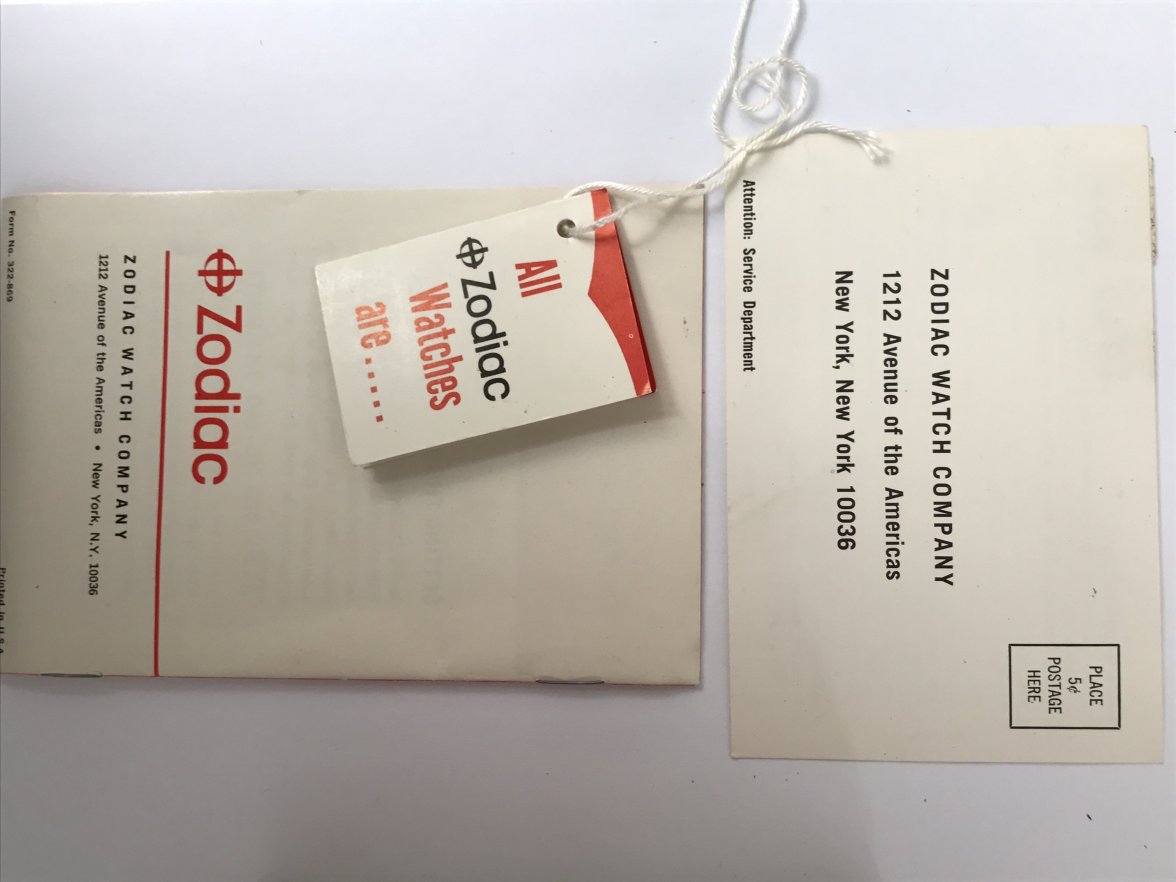 Zodiac
ZODIAC WATCH COMPANY
1212 Avenue of the Americas • New York, N.Y. 10036
Form No. 322-869
Printed in U.S.A.
All
Zodiac
Watches
are......
PLACE
5¢
POSTAGE
HERE
ZODIAC WATCH COMPANY
1212 Avenue of the Americas
New York, New York 10036
Attention: Service Department